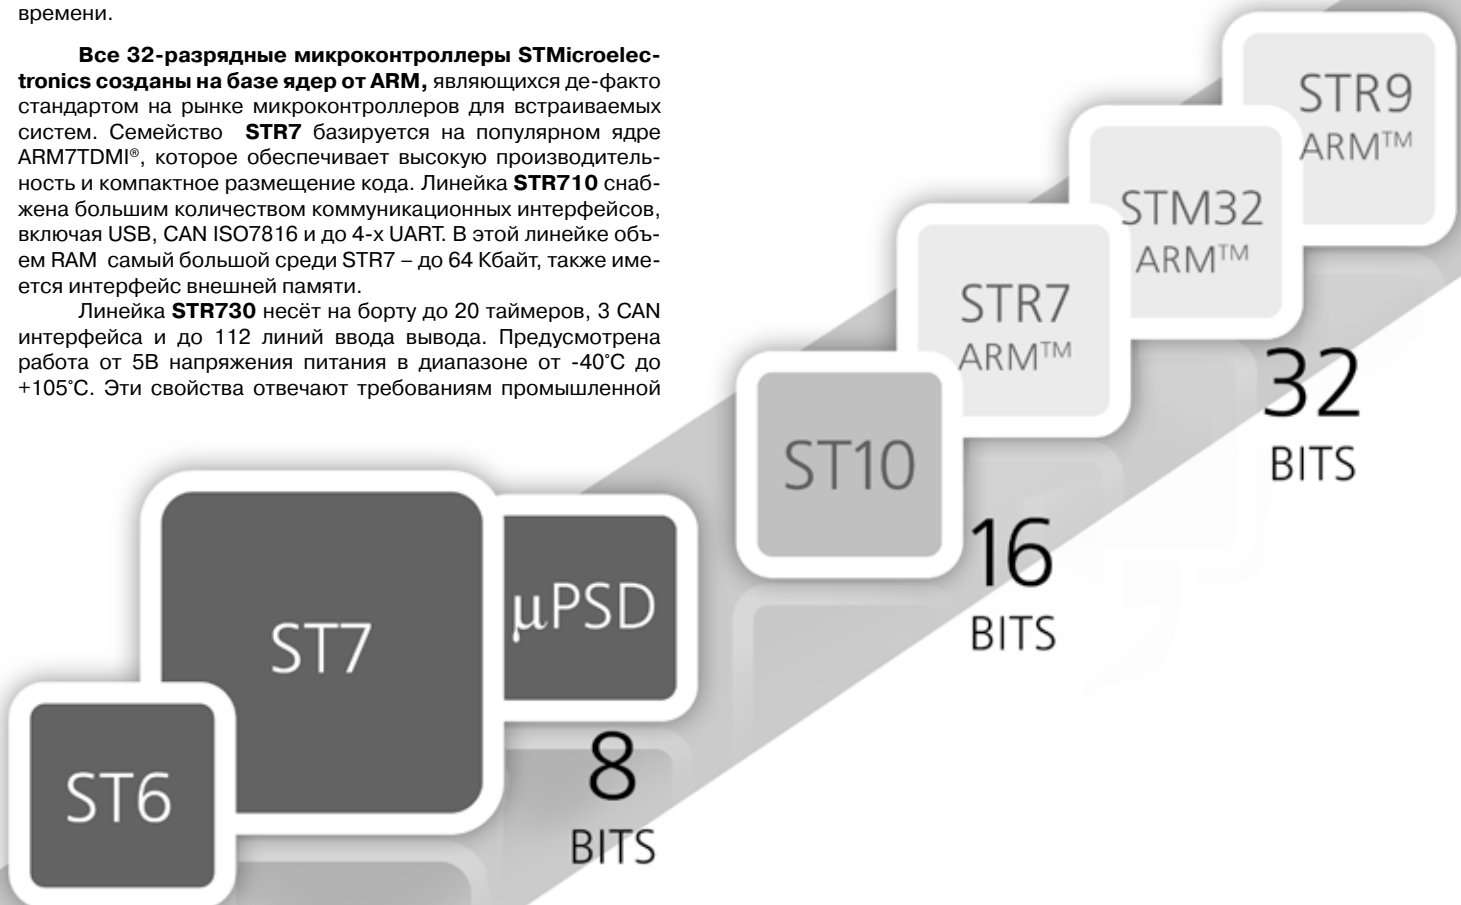 времени.
Все 32-разрядные микроконтроллеры STMicroelec-
tronics созданы на базе ядер от ARM, являющихся де-факто
стандартом на рынке микроконтроллеров для встраиваемых
систем. Семейство STR7 базируется на популярном ядре
ARM7TDMI®, которое обеспечивает высокую производитель-
ность и компактное размещение кода. Линейка STR710 снаб-
жена большим количеством коммуникационных интерфейсов,
включая USB, CAN ISO7816 и до 4-х UART. В этой линейке объ-
ем RAM самый большой среди STR7 – до 64 Кбайт, также име-
ется интерфейс внешней памяти.
Линейка STR730 несёт на борту до 20 таймеров, 3 CAN
интерфейса и до 112 линий ввода вывода. Предусмотрена
работа от 5В напряжения питания в диапазоне от -40°C до
+105°C. Эти свойства отвечают требованиям промышленной
STR9
ARM™
STM32
ARM™
STR7
ARM™
32
BITS
ST10
16
BITS
µPSD
ST7
8
BITS
ST6